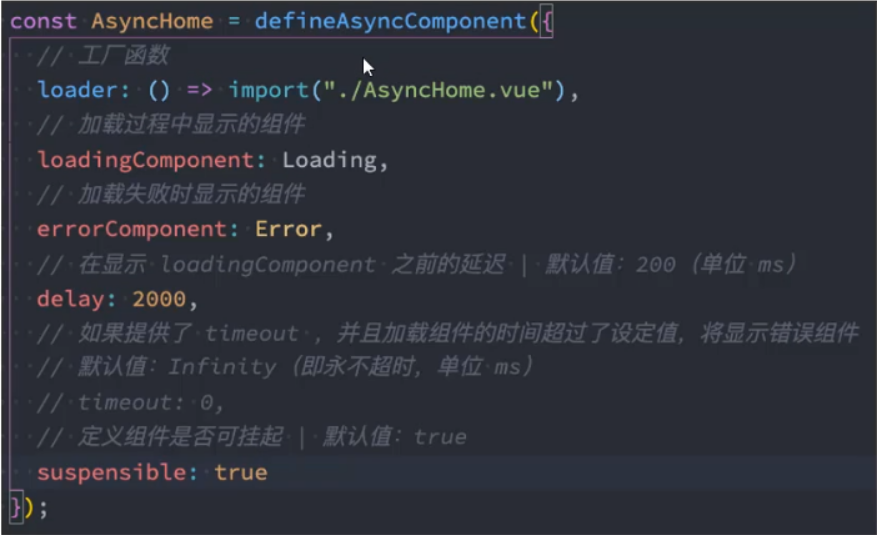 const AsyncHome = defineAsyncComponent({
// 工厂函数
loader: () => import("./AsyncHome.vue"),
// 加载过程中显示的组件
loadingComponent: Loading,
// 加载失败时显示的组件
errorComponent: Error,
// 在显示 loadingComponent 之前的延迟 | 默认值：200（单位 ms）
delay: 2000,
// 如果提供了 timeout ，并且加载组件的时间超过了设定值，将显示错误组件
// 默认值：Infinity（即永不超时，单位 ms）
// timeout: 0,
// 定义组件是否可挂起 | 默认值：true
suspensible: true
});